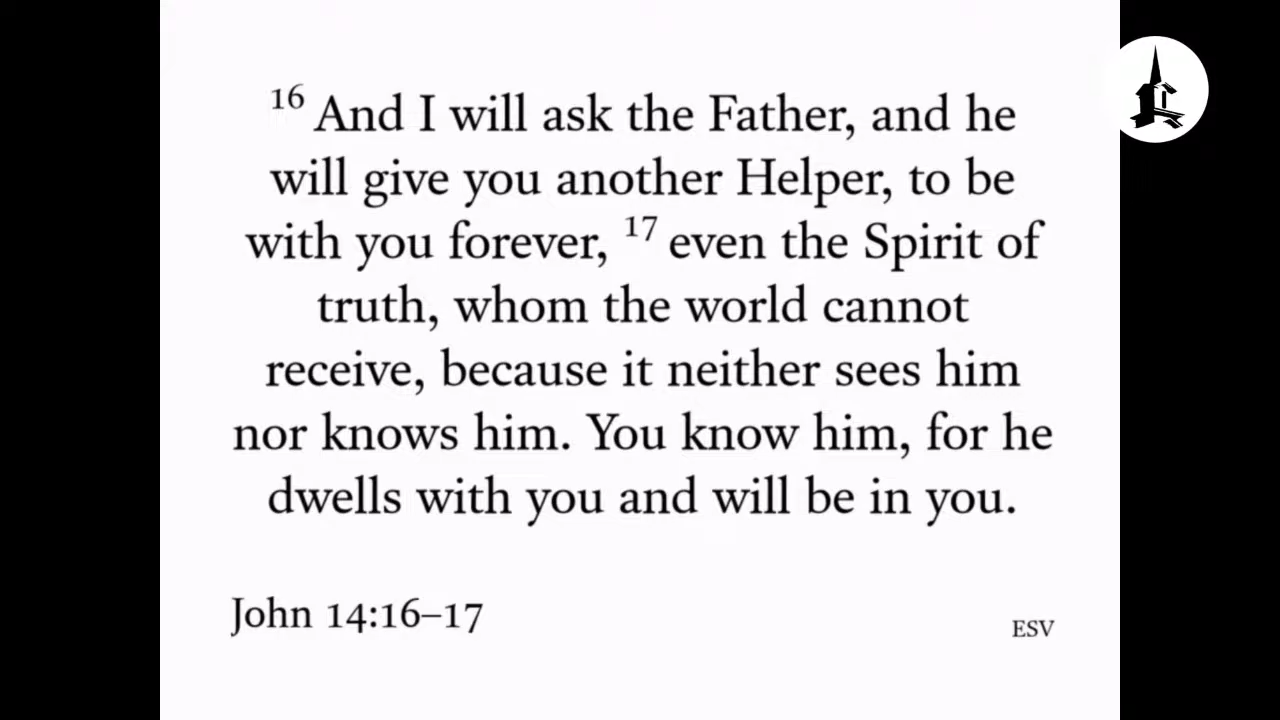 16 And I will ask the Father, and he
will give you another Helper, to be
with you forever, 17 even the Spirit of
truth, whom the world cannot
receive, because it neither sees him
nor knows him. You know him, for he
dwells with you and will be in you.
John 14:16–17
ESV